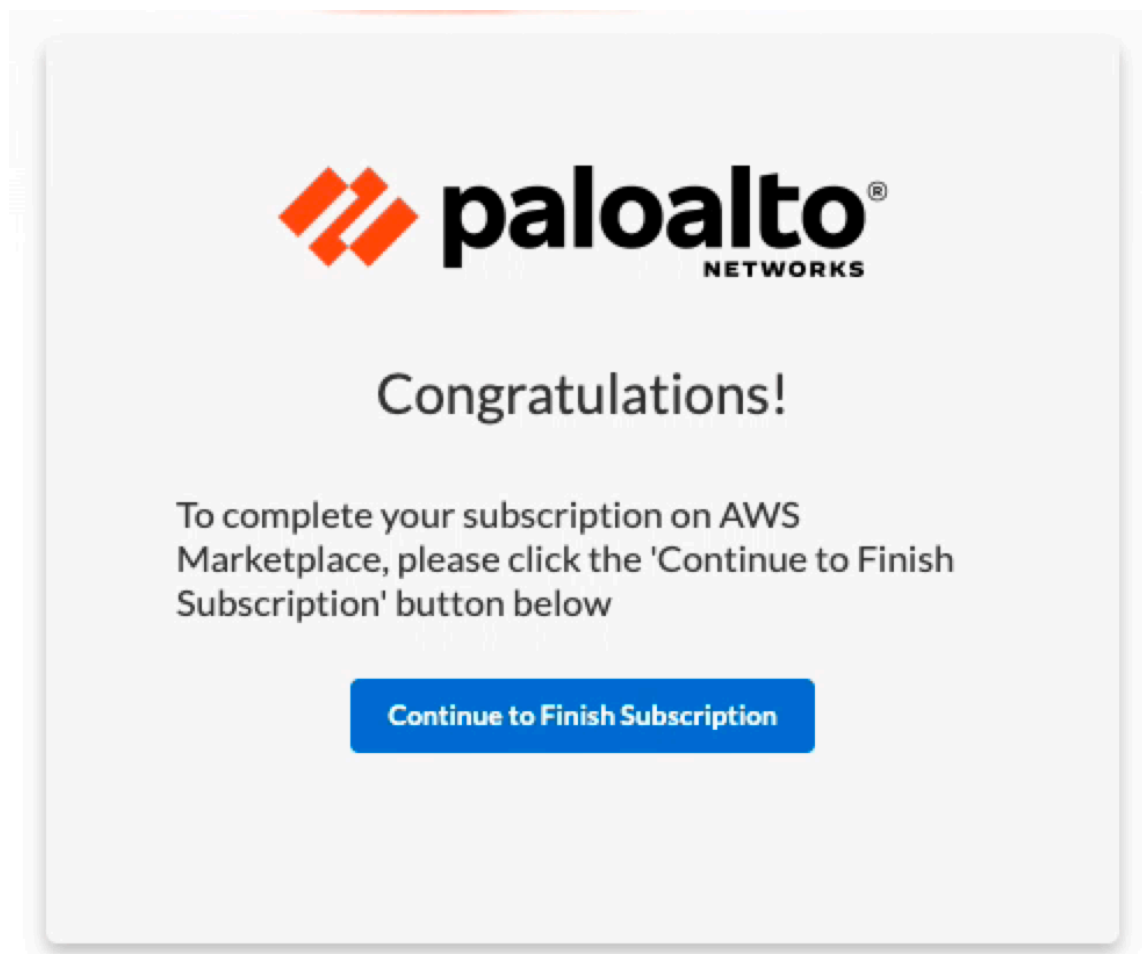 paloalto®
NETWORKS
Congratulations!
To complete your subscription on AWS
Marketplace, please click the 'Continue to Finish
Subscription' button below
Continue to Finish Subscription